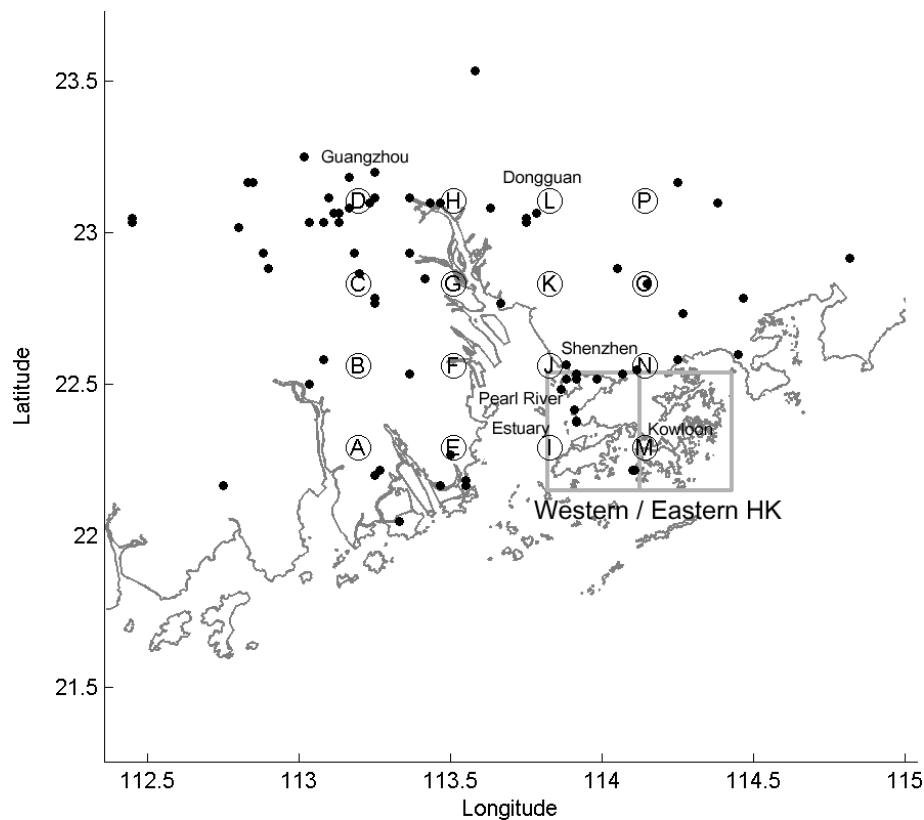 23.5
Guangzhou
Dongguan
D
H
L
P
23
C
G
K
O
Shenzhen
B
F
J
N
22.5
Pearl River
Estuary
Kowloon
A
E
I
M
Western / Eastern HK
22
21.5
Latitude
112.5
113
113.5
114
114.5
115
Longitude